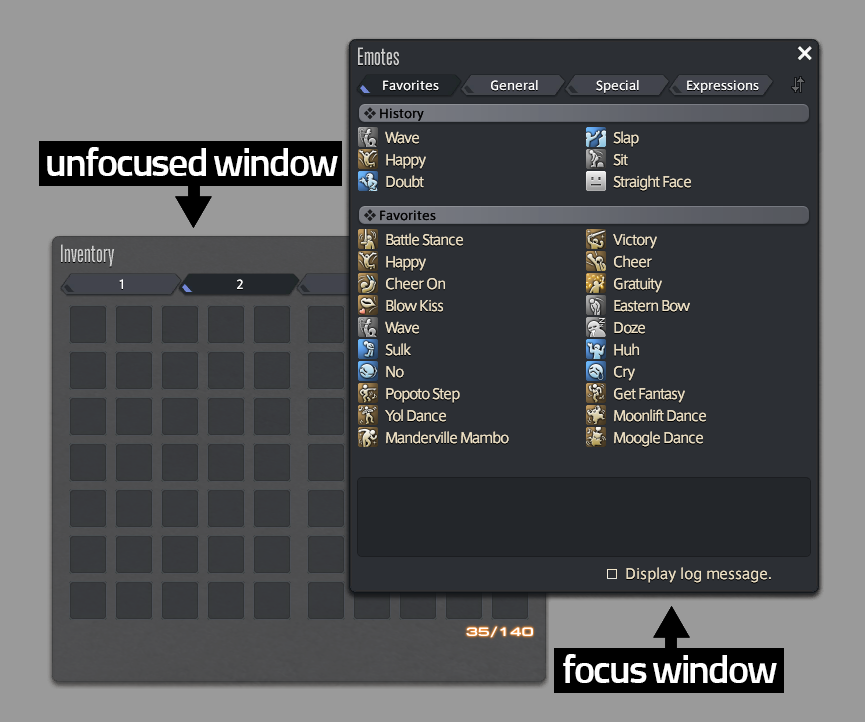 Emotes
Favorites General Special Expressions
History
Wave Slap
Happy Sit
Doubt Straight Face
Favorites
Battle Stance Victory
Happy Cheer
Cheer On Gratuity
Blow Kiss Eastern Bow
Wave Doze
Sulk Huh
No Cry
Popoto Step Get Fantasy
Yol Dance Moonlift Dance
Manderville Mambo Moogle Dance
Display log message.
unfocused window
Inventory
1 2
35/140
focus window